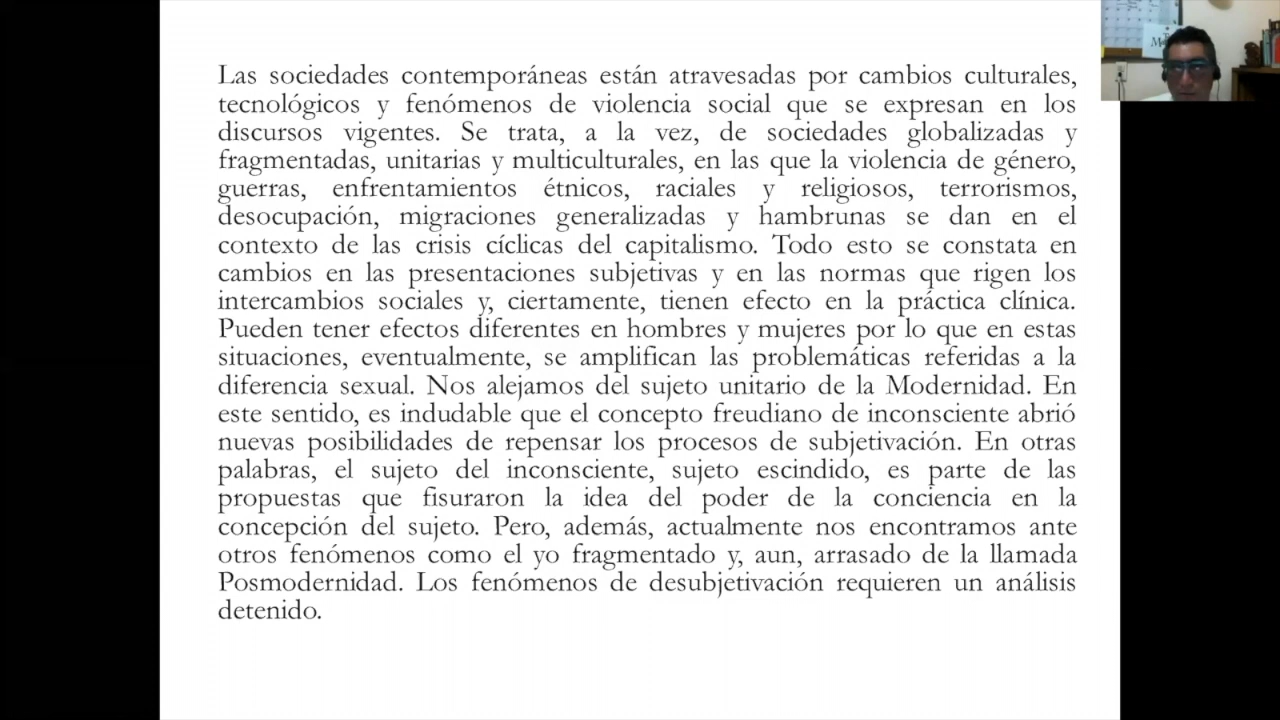 Las sociedades contemporáneas están atravesadas por cambios culturales,
tecnológicos y fenómenos de violencia social que se expresan en los
discursos vigentes. Se trata, a la vez, de sociedades globalizadas y
fragmentadas, unitarias y multiculturales, en las que la violencia de género,
guerras, enfrentamientos étnicos, raciales y religiosos, terrorismos,
desocupación, migraciones generalizadas y hambrunas se dan en el
contexto de las crisis cíclicas del capitalismo. Todo esto se constata en
cambios en las presentaciones subjetivas y en las normas que rigen los
intercambios sociales y, ciertamente, tienen efecto en la práctica clínica.
Pueden tener efectos diferentes en hombres y mujeres por lo que en estas
situaciones, eventualmente, se amplifican las problemáticas referidas a la
diferencia sexual. Nos alejamos del sujeto unitario de la Modernidad. En
este sentido, es indudable que el concepto freudiano de inconsciente abrió
nuevas posibilidades de repensar los procesos de subjetivación. En otras
palabras, el sujeto del inconsciente, sujeto escindido, es parte de las
propuestas que fisuraron la idea del poder de la conciencia en la
concepción del sujeto. Pero, además, actualmente nos encontramos ante
otros fenómenos como el yo fragmentado y, aun, arrasado de la llamada
Posmodernidad. Los fenómenos de desubjetivación requieren un análisis
detenido.